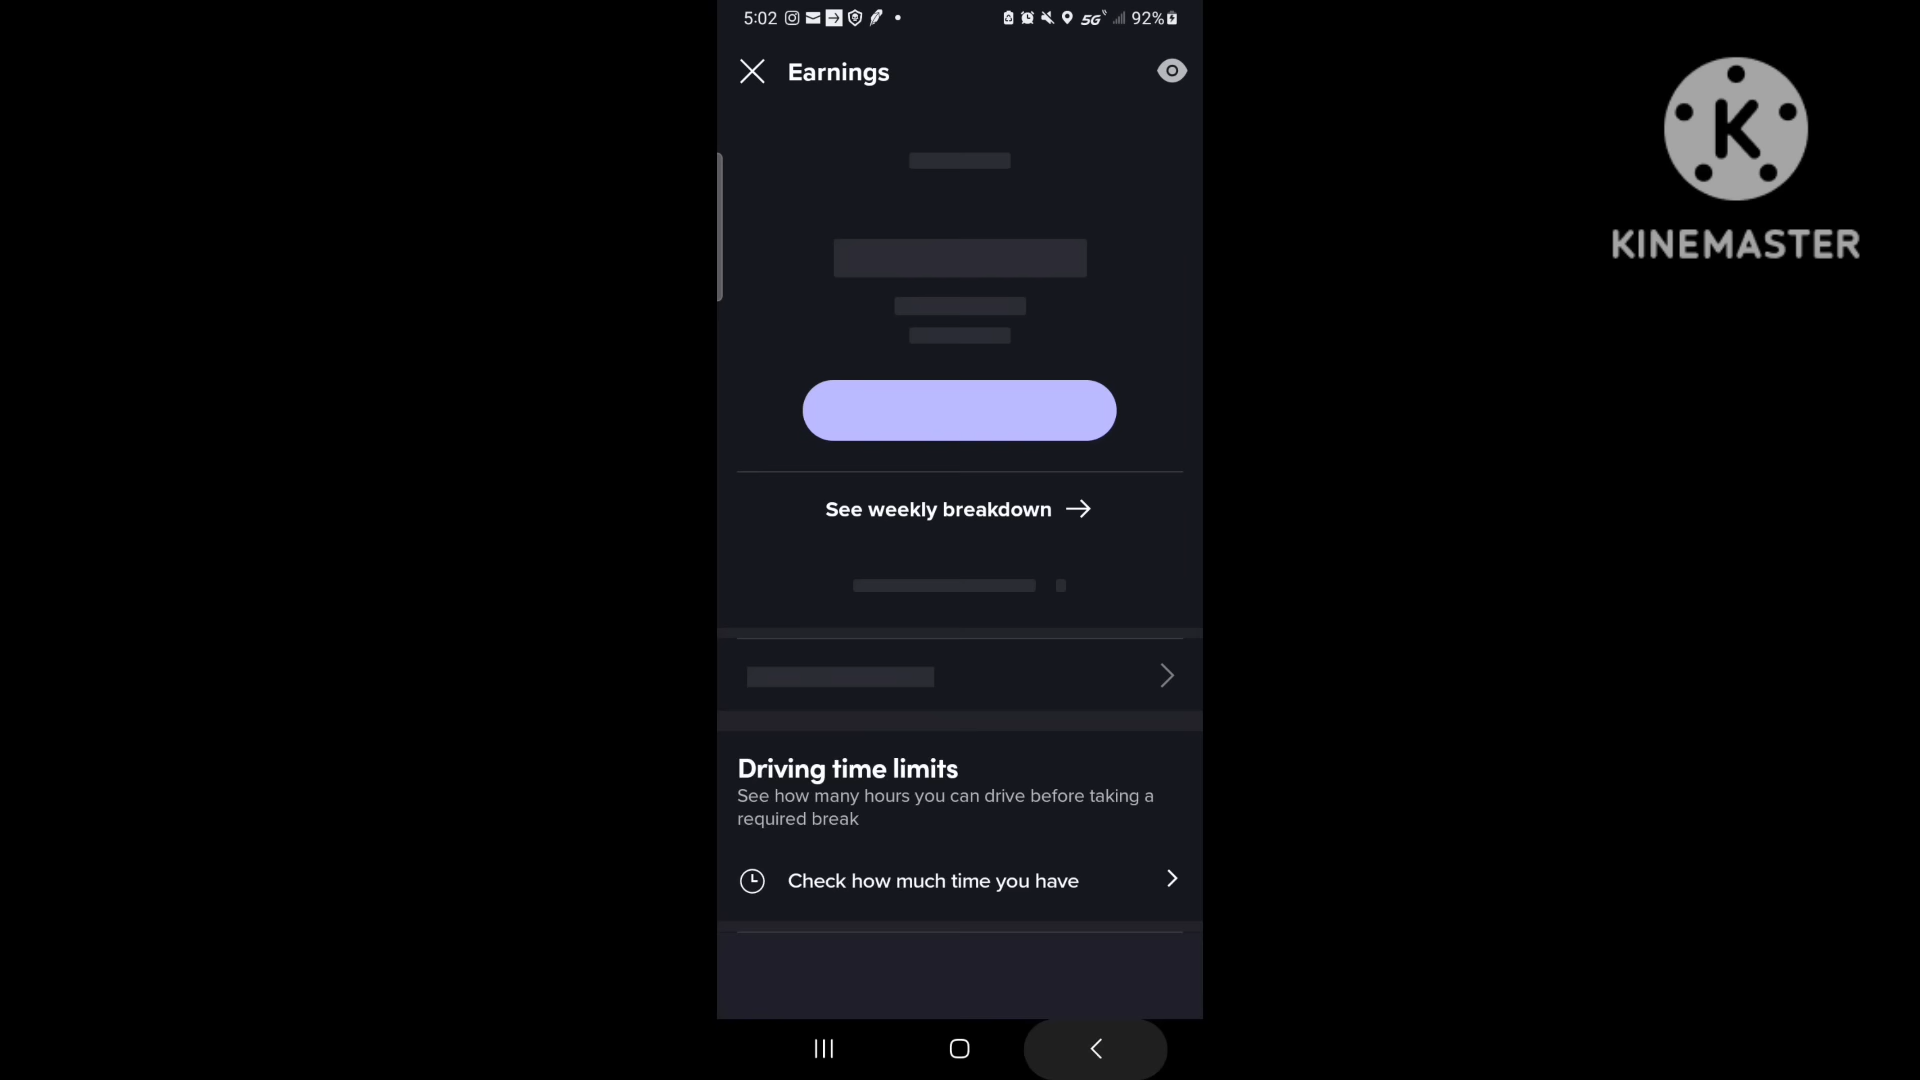 5:02
5G
92%
Earnings
K
KINEMASTER
See weekly breakdown
Driving time limits
See how many hours you can drive before taking a
required break
Check how much time you have